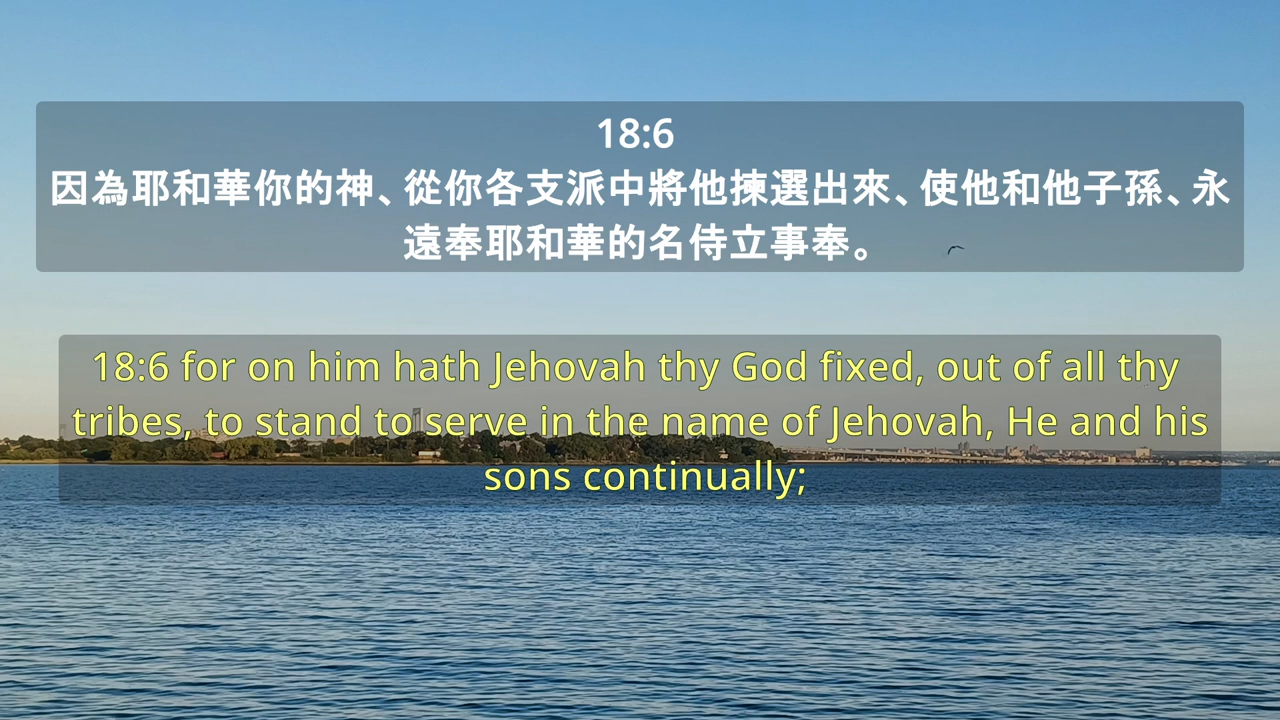 18:6
因為耶和華你的神、從你各支派中將他揀選出來、使他和他子孫、永
遠奉耶和華的名侍立事奉。
18:6 for on him hath Jehovah thy God fixed, out of all thy
tribes, to stand to serve in the name of Jehovah, He and his
sons continually;